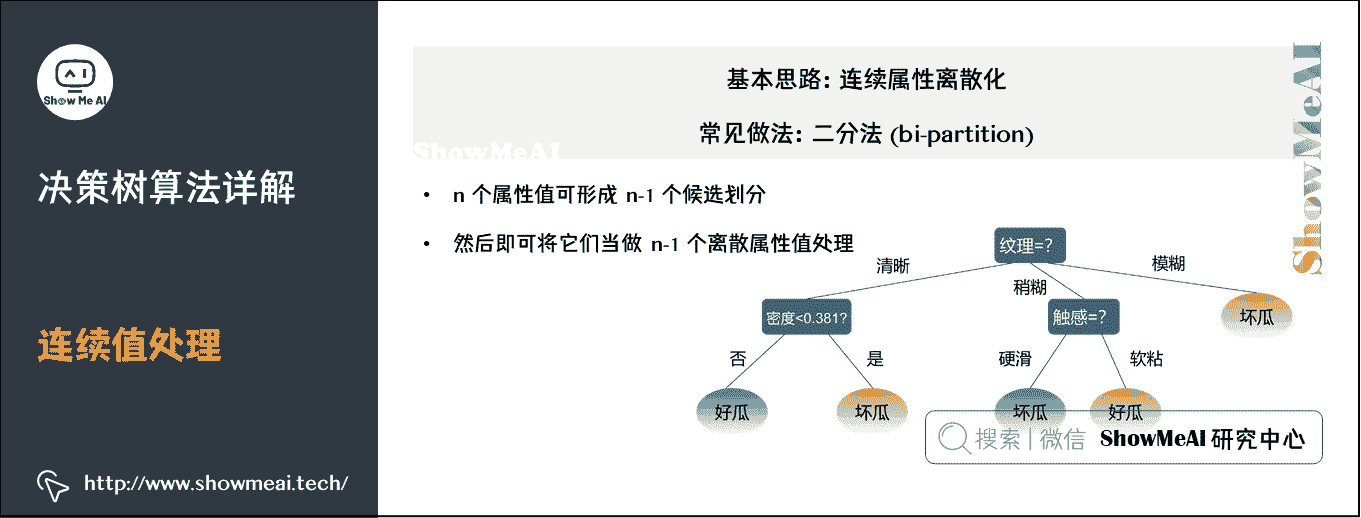 Show Me AI
决策树算法详解
连续值处理
http://www.showmeai.tech/
基本思路: 连续属性离散化
常见做法: 二分法 (bi-partition)
ShowMeAI
ShowMeAI
• n 个属性值可形成 n-1 个候选划分
• 然后即可将它们当做 n-1 个离散属性值处理
纹理=?
清晰
稍糊
模糊
密度<0.381?
触感=?
坏瓜
否
是
硬滑
软粘
好瓜
坏瓜
坏瓜
好瓜
搜索 | 微信 ShowMeAI 研究中心